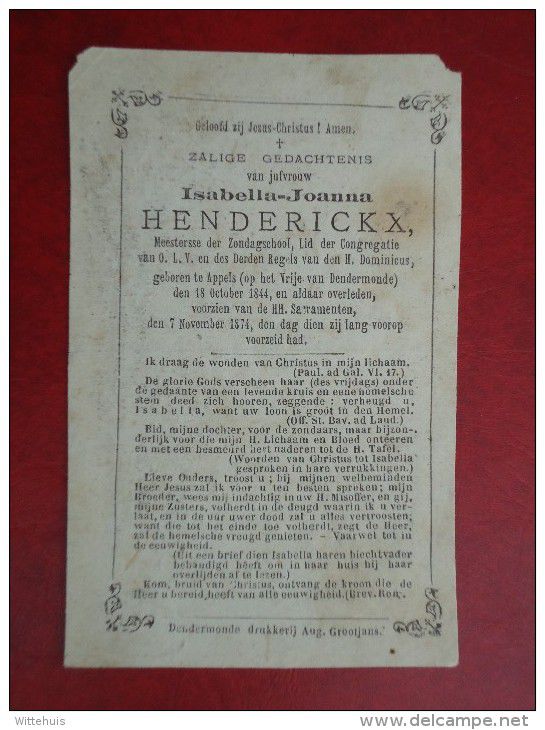 Geloofd zij Jezus-Christus ! Amen.
†
ZALIGE GEDACHTENIS
van jufvrouw
Isabella-Joanna
HENDERICKX,
Meestersse der Zondagschool, Lid der Congregatie
van O. L. V. en des Derden Regels van den H. Dominicus,
geboren te Appels (op het Vrije van Dendermonde)
den 18 October 1844, en aldaar overleden,
voorzien van de HH. Sacramenten,
den 7 November 1874, den dag dien zij lang voorop
voorzeid had.
Ik draag de wonden van Christus in mijn lichaam.
(Paul. ad Gal. VI. 17.)
De glorie Gods verscheen haar (des vrijdags) onder
de gedaante van een levende kruis en eene hemelsche
stem deed zich hooren, zeggende : verheugd u,
Isabella, want uw loon is groot in den Hemel.
(Off. St. Bav. ad Laud.)
Bid, mijne dochter, voor de zondaars, maar bijzon-
derlijk voor die mijn H. Lichaam en Bloed onteeren
en met een besmeurd hert naderen tot de H. Tafel.
(Woorden van Christus tot Isabella
gesproken in hare verrukkingen.)
Lieve Ouders, troost u ; bij mijnen welbeminden
Heer Jesus zal ik voor u ten besten spreken; mijn
Broeder, wees mij indachtig in uw H. Misoffer, en gij,
mijne Zusters, volherdt in de deugd waarin ik u ver-
laat, en in de uur uwer dood zal u alles vertroosten;
want die tot het einde toe volherdt, zegt de Heer,
zal de hemelsche vreugd genieten. – Vaarwel tot in
de eeuwigheid.
(Uit een brief dien Isabella haren biechtvader
behandigd heeft om in haar huis bij haar
overlijden af te lezen.)
Kom, bruid van Christus, ontvang de kroon die de
Heer u bereid, heeft van alle eeuwigheid. (Brev. Rom.
Dendermonde drukkerij Aug. Grootjans.
Wittehuis
delcampe.net